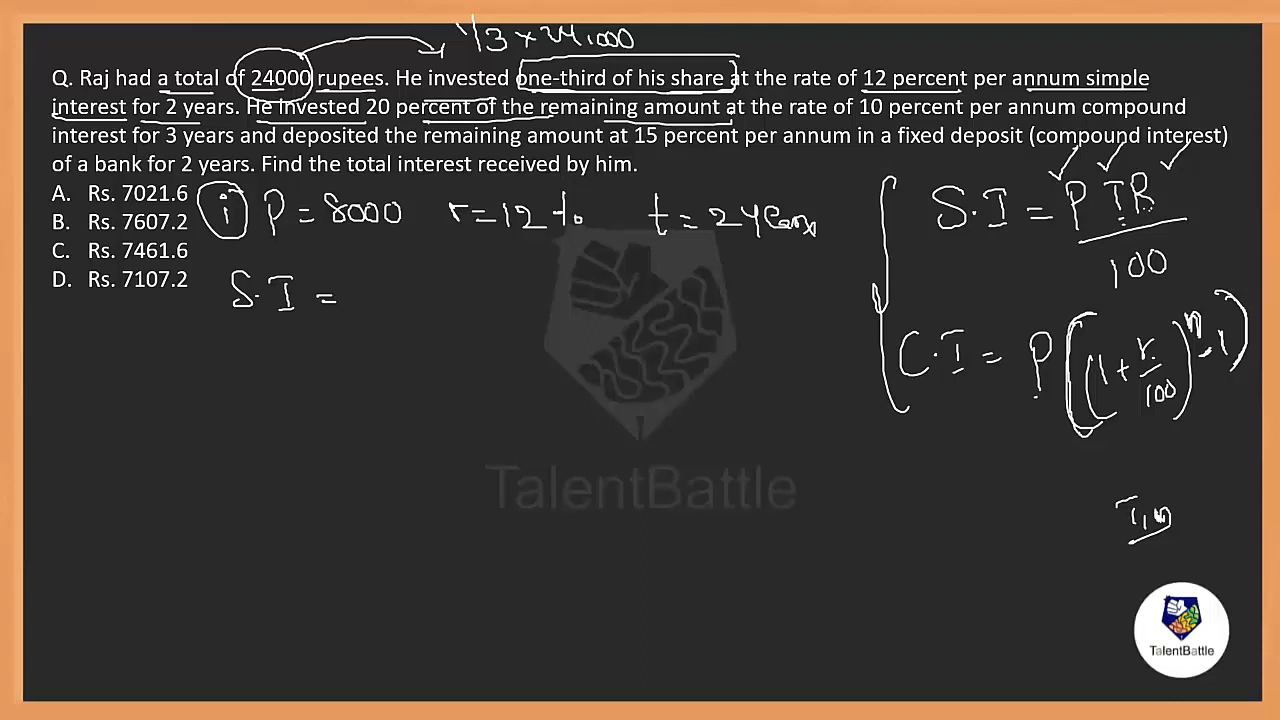 1/3 × 24,000
Q. Raj had a total of 24000 rupees. He invested one-third of his share at the rate of 12 percent per annum simple
interest for 2 years. He invested 20 percent of the remaining amount at the rate of 10 percent per annum compound
interest for 3 years and deposited the remaining amount at 15 percent per annum in a fixed deposit (compound interest)
of a bank for 2 years. Find the total interest received by him.
A. Rs. 7021.6
B. Rs. 7607.2
C. Rs. 7461.6
D. Rs. 7107.2
i) P = 8000 r = 12% t = 2 years
S.I =
S.I = PTR
100
C.I = P((1 + r/100)^n - 1)
T, n
TalentBattle
TalentBattle